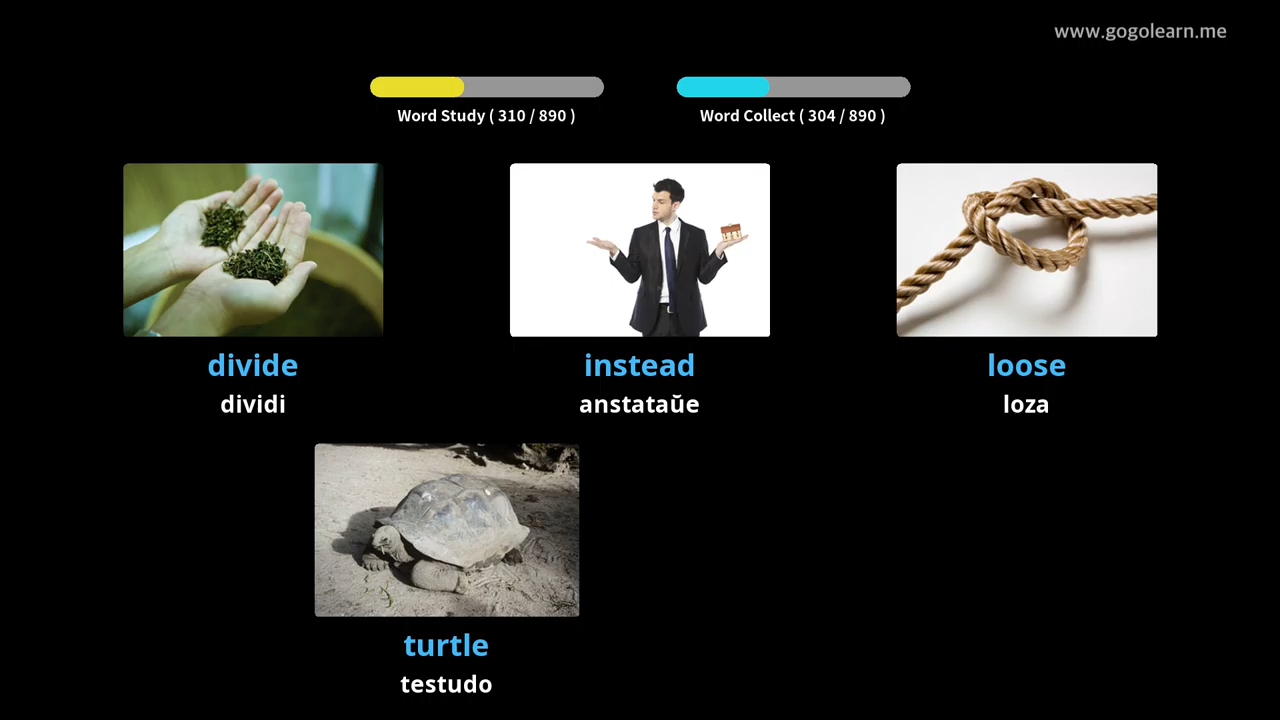 www.gogolearn.me
Word Study ( 310 / 890 )
Word Collect ( 304 / 890 )
divide
instead
loose
dividi
anstataŭe
loza
turtle
testudo